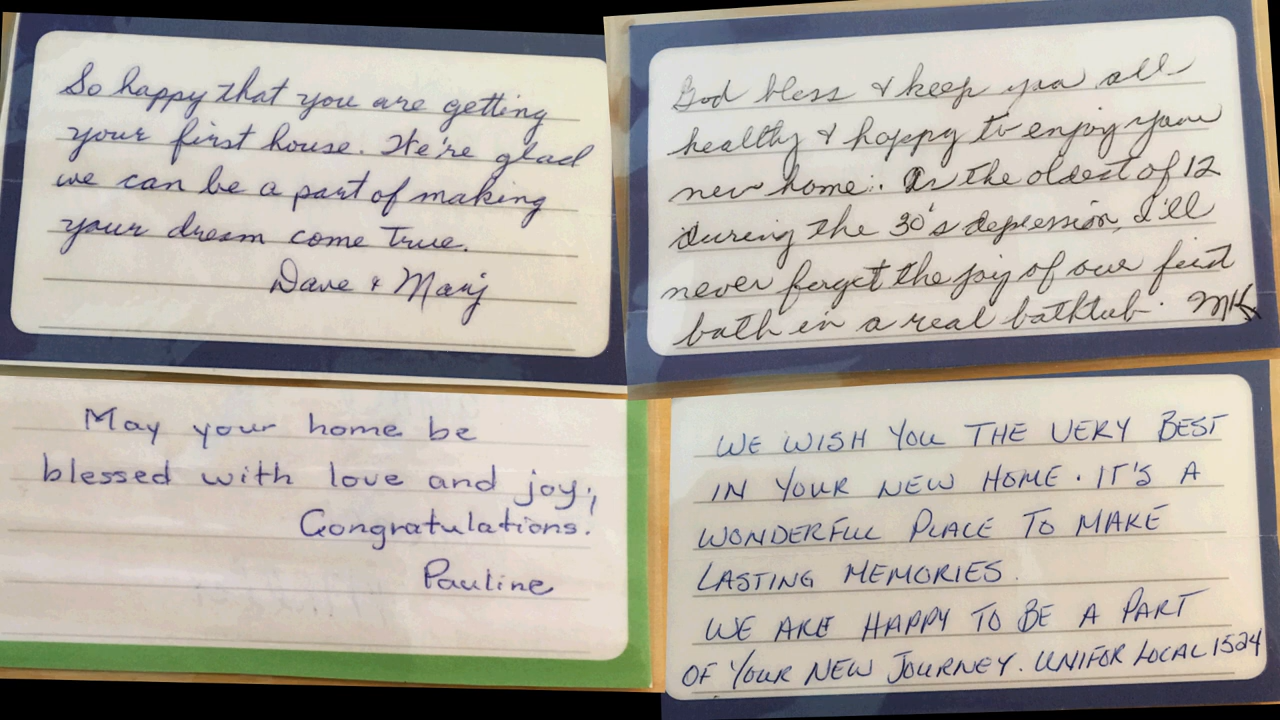 So happy that you are getting
your first house. We're glad
we can be a part of making
your dream come true.
Dave & Marj
God bless & keep you all
healthy & happy to enjoy your
new home. As the oldest of 12
during the 30's depression, I'll
never forget the joy of our first
bath in a real bathtub. MK
May your home be
blessed with love and joy,
Congratulations.
Pauline
WE WISH YOU THE VERY BEST
IN YOUR NEW HOME. IT'S A
WONDERFUL PLACE TO MAKE
LASTING MEMORIES.
WE ARE HAPPY TO BE A PART
OF YOUR NEW JOURNEY. UNIFOR LOCAL 1524